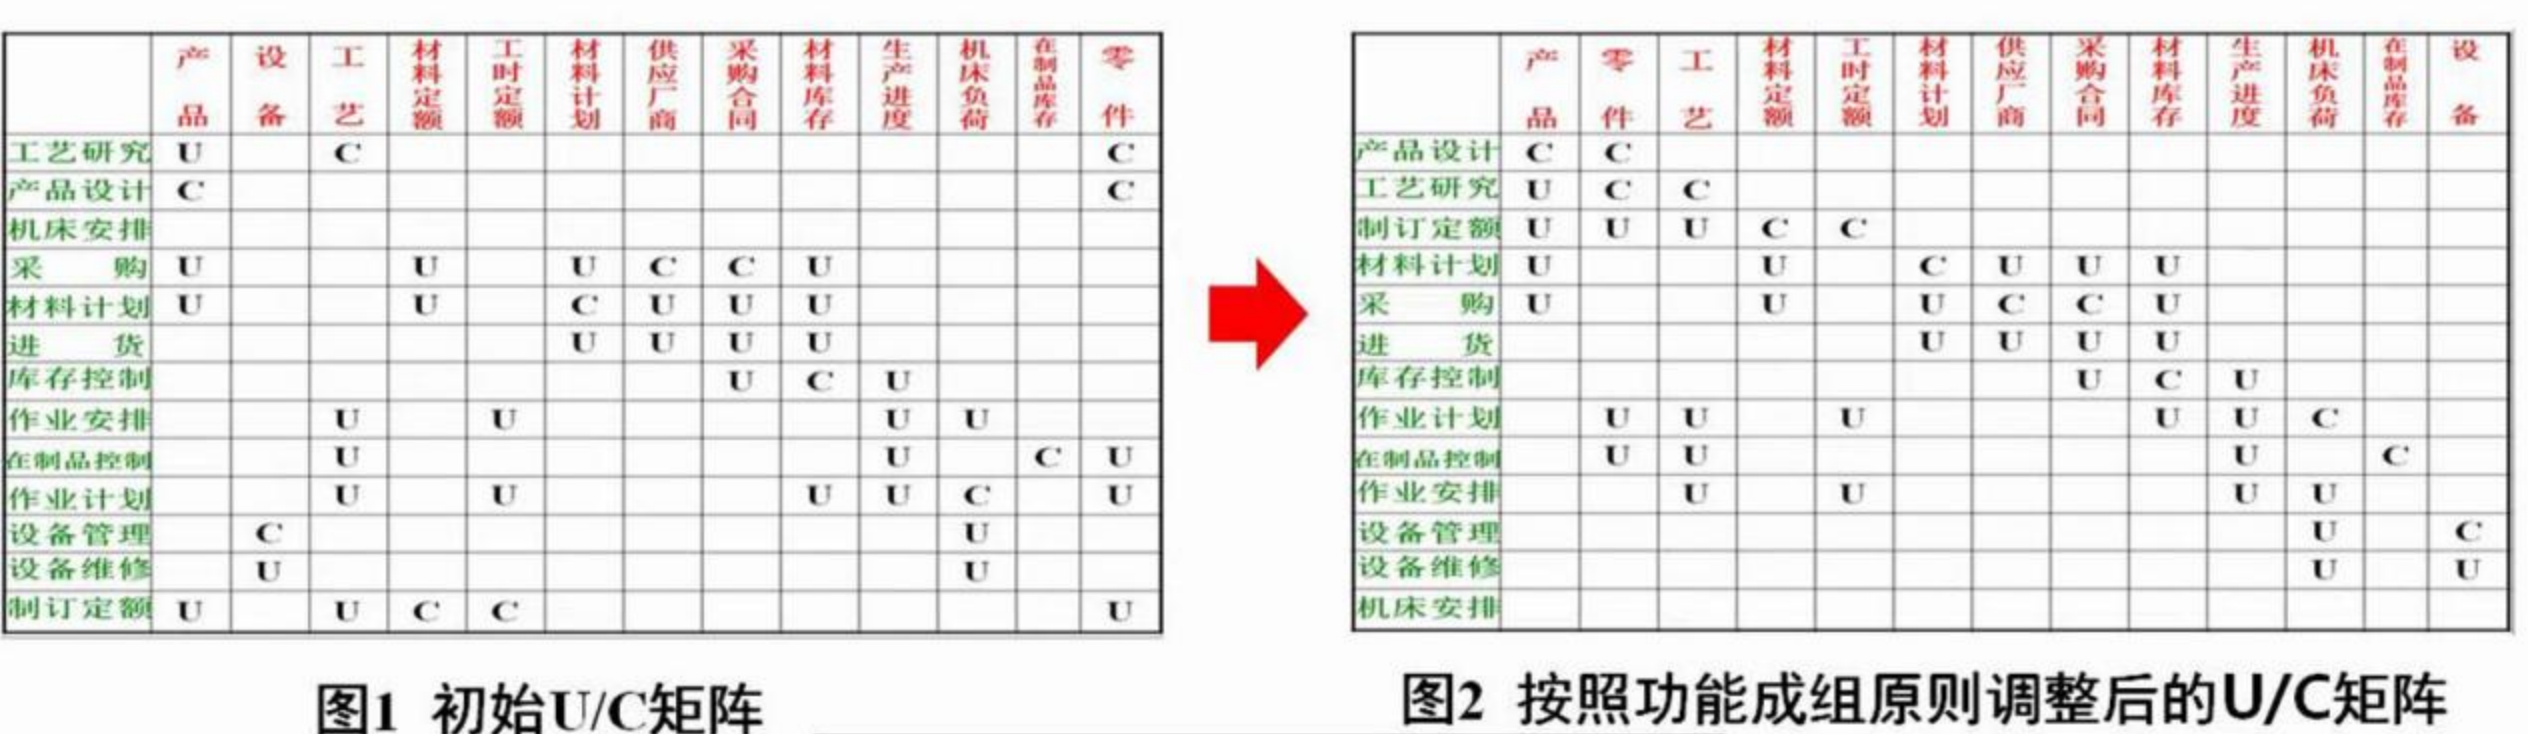 产品 设备 工艺 材料定额 工时定额 材料计划 供应厂商 采购合同 材料库存 生产进度 机床负荷 在制品库存 零件
工艺研究 U C C
产品设计 C C
机床安排
采购 U U U C C U
材料计划 U U C U U U
进货 U U U U
库存控制 U C U
作业安排 U U U U
在制品控制 U U C U
作业计划 U U U U C U
设备管理 C U
设备维修 U U
制订定额 U U C C U
图1 初始U/C矩阵
产品 零件 工艺 材料定额 工时定额 材料计划 供应厂商 采购合同 材料库存 生产进度 机床负荷 在制品库存 设备
产品设计 C C
工艺研究 U C C
制订定额 U U U C C
材料计划 U U C U U U
采购 U U U C C U
进货 U U U U
库存控制 U C U
作业计划 U U U U U C
在制品控制 U U U C
作业安排 U U U U
设备管理 U C
设备维修 U U
机床安排
图2 按照功能成组原则调整后的U/C矩阵